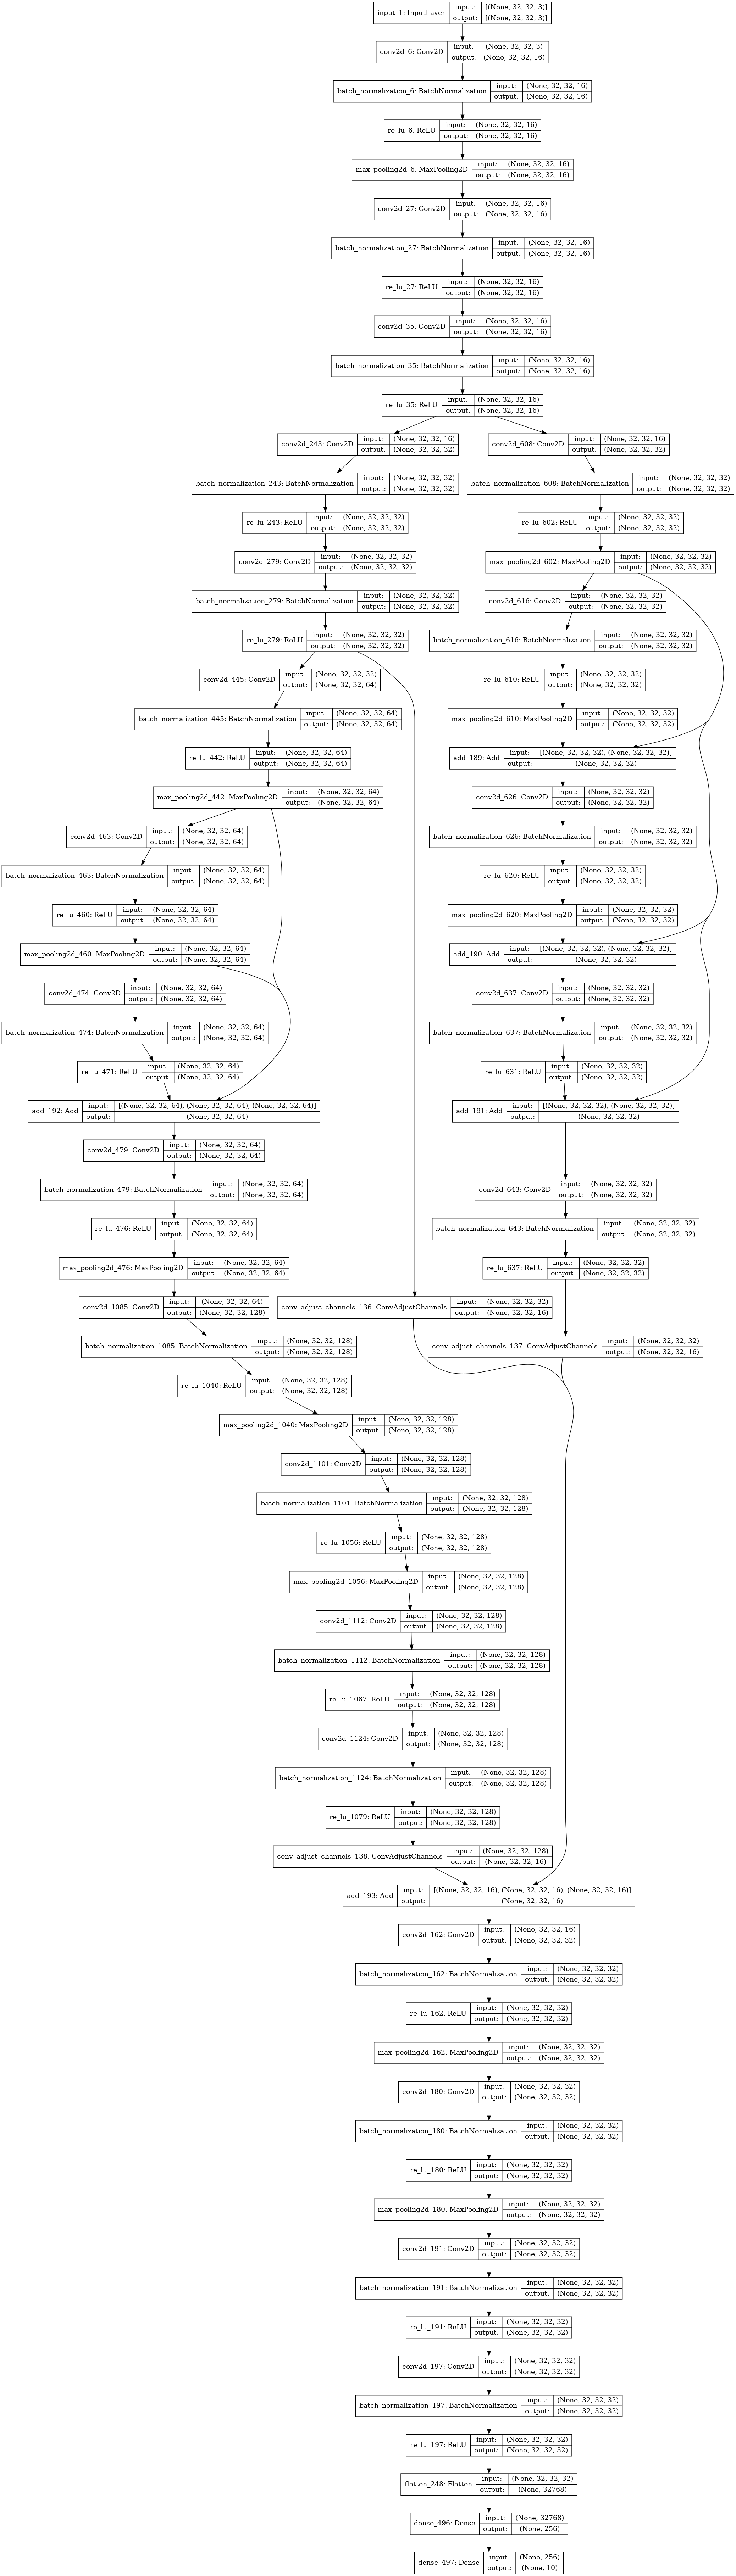 input_1: InputLayer input: [(None, 32, 32, 3)]
output: [(None, 32, 32, 3)]
conv2d_6: Conv2D input: (None, 32, 32, 3)
output: (None, 32, 32, 16)
batch_normalization_6: BatchNormalization input: (None, 32, 32, 16)
output: (None, 32, 32, 16)
re_lu_6: ReLU input: (None, 32, 32, 16)
output: (None, 32, 32, 16)
max_pooling2d_6: MaxPooling2D input: (None, 32, 32, 16)
output: (None, 32, 32, 16)
conv2d_27: Conv2D input: (None, 32, 32, 16)
output: (None, 32, 32, 16)
batch_normalization_27: BatchNormalization input: (None, 32, 32, 16)
output: (None, 32, 32, 16)
re_lu_27: ReLU input: (None, 32, 32, 16)
output: (None, 32, 32, 16)
conv2d_35: Conv2D input: (None, 32, 32, 16)
output: (None, 32, 32, 16)
batch_normalization_35: BatchNormalization input: (None, 32, 32, 16)
output: (None, 32, 32, 16)
re_lu_35: ReLU input: (None, 32, 32, 16)
output: (None, 32, 32, 16)
conv2d_243: Conv2D input: (None, 32, 32, 16)
output: (None, 32, 32, 32)
conv2d_608: Conv2D input: (None, 32, 32, 16)
output: (None, 32, 32, 32)
batch_normalization_243: BatchNormalization input: (None, 32, 32, 32)
output: (None, 32, 32, 32)
batch_normalization_608: BatchNormalization input: (None, 32, 32, 32)
output: (None, 32, 32, 32)
re_lu_243: ReLU input: (None, 32, 32, 32)
output: (None, 32, 32, 32)
re_lu_602: ReLU input: (None, 32, 32, 32)
output: (None, 32, 32, 32)
conv2d_279: Conv2D input: (None, 32, 32, 32)
output: (None, 32, 32, 32)
max_pooling2d_602: MaxPooling2D input: (None, 32, 32, 32)
output: (None, 32, 32, 32)
batch_normalization_279: BatchNormalization input: (None, 32, 32, 32)
output: (None, 32, 32, 32)
conv2d_616: Conv2D input: (None, 32, 32, 32)
output: (None, 32, 32, 32)
re_lu_279: ReLU input: (None, 32, 32, 32)
output: (None, 32, 32, 32)
batch_normalization_616: BatchNormalization input: (None, 32, 32, 32)
output: (None, 32, 32, 32)
conv2d_445: Conv2D input: (None, 32, 32, 32)
output: (None, 32, 32, 64)
re_lu_610: ReLU input: (None, 32, 32, 32)
output: (None, 32, 32, 32)
batch_normalization_445: BatchNormalization input: (None, 32, 32, 64)
output: (None, 32, 32, 64)
max_pooling2d_610: MaxPooling2D input: (None, 32, 32, 32)
output: (None, 32, 32, 32)
re_lu_442: ReLU input: (None, 32, 32, 64)
output: (None, 32, 32, 64)
add_189: Add input: [(None, 32, 32, 32), (None, 32, 32, 32)]
output: (None, 32, 32, 32)
max_pooling2d_442: MaxPooling2D input: (None, 32, 32, 64)
output: (None, 32, 32, 64)
conv2d_626: Conv2D input: (None, 32, 32, 32)
output: (None, 32, 32, 32)
conv2d_463: Conv2D input: (None, 32, 32, 64)
output: (None, 32, 32, 64)
batch_normalization_626: BatchNormalization input: (None, 32, 32, 32)
output: (None, 32, 32, 32)
batch_normalization_463: BatchNormalization input: (None, 32, 32, 64)
output: (None, 32, 32, 64)
re_lu_620: ReLU input: (None, 32, 32, 32)
output: (None, 32, 32, 32)
re_lu_460: ReLU input: (None, 32, 32, 64)
output: (None, 32, 32, 64)
max_pooling2d_620: MaxPooling2D input: (None, 32, 32, 32)
output: (None, 32, 32, 32)
max_pooling2d_460: MaxPooling2D input: (None, 32, 32, 64)
output: (None, 32, 32, 64)
add_190: Add input: [(None, 32, 32, 32), (None, 32, 32, 32)]
output: (None, 32, 32, 32)
conv2d_474: Conv2D input: (None, 32, 32, 64)
output: (None, 32, 32, 64)
conv2d_637: Conv2D input: (None, 32, 32, 32)
output: (None, 32, 32, 32)
batch_normalization_474: BatchNormalization input: (None, 32, 32, 64)
output: (None, 32, 32, 64)
batch_normalization_637: BatchNormalization input: (None, 32, 32, 32)
output: (None, 32, 32, 32)
re_lu_471: ReLU input: (None, 32, 32, 64)
output: (None, 32, 32, 64)
re_lu_631: ReLU input: (None, 32, 32, 32)
output: (None, 32, 32, 32)
add_192: Add input: [(None, 32, 32, 64), (None, 32, 32, 64), (None, 32, 32, 64)]
output: (None, 32, 32, 64)
add_191: Add input: [(None, 32, 32, 32), (None, 32, 32, 32)]
output: (None, 32, 32, 32)
conv2d_479: Conv2D input: (None, 32, 32, 64)
output: (None, 32, 32, 64)
batch_normalization_479: BatchNormalization input: (None, 32, 32, 64)
output: (None, 32, 32, 64)
conv2d_643: Conv2D input: (None, 32, 32, 32)
output: (None, 32, 32, 32)
re_lu_476: ReLU input: (None, 32, 32, 64)
output: (None, 32, 32, 64)
batch_normalization_643: BatchNormalization input: (None, 32, 32, 32)
output: (None, 32, 32, 32)
max_pooling2d_476: MaxPooling2D input: (None, 32, 32, 64)
output: (None, 32, 32, 64)
re_lu_637: ReLU input: (None, 32, 32, 32)
output: (None, 32, 32, 32)
conv2d_1085: Conv2D input: (None, 32, 32, 64)
output: (None, 32, 32, 128)
conv_adjust_channels_136: ConvAdjustChannels input: (None, 32, 32, 32)
output: (None, 32, 32, 16)
batch_normalization_1085: BatchNormalization input: (None, 32, 32, 128)
output: (None, 32, 32, 128)
conv_adjust_channels_137: ConvAdjustChannels input: (None, 32, 32, 32)
output: (None, 32, 32, 16)
re_lu_1040: ReLU input: (None, 32, 32, 128)
output: (None, 32, 32, 128)
max_pooling2d_1040: MaxPooling2D input: (None, 32, 32, 128)
output: (None, 32, 32, 128)
conv2d_1101: Conv2D input: (None, 32, 32, 128)
output: (None, 32, 32, 128)
batch_normalization_1101: BatchNormalization input: (None, 32, 32, 128)
output: (None, 32, 32, 128)
re_lu_1056: ReLU input: (None, 32, 32, 128)
output: (None, 32, 32, 128)
max_pooling2d_1056: MaxPooling2D input: (None, 32, 32, 128)
output: (None, 32, 32, 128)
conv2d_1112: Conv2D input: (None, 32, 32, 128)
output: (None, 32, 32, 128)
batch_normalization_1112: BatchNormalization input: (None, 32, 32, 128)
output: (None, 32, 32, 128)
re_lu_1067: ReLU input: (None, 32, 32, 128)
output: (None, 32, 32, 128)
conv2d_1124: Conv2D input: (None, 32, 32, 128)
output: (None, 32, 32, 128)
batch_normalization_1124: BatchNormalization input: (None, 32, 32, 128)
output: (None, 32, 32, 128)
re_lu_1079: ReLU input: (None, 32, 32, 128)
output: (None, 32, 32, 128)
conv_adjust_channels_138: ConvAdjustChannels input: (None, 32, 32, 128)
output: (None, 32, 32, 16)
add_193: Add input: [(None, 32, 32, 16), (None, 32, 32, 16), (None, 32, 32, 16)]
output: (None, 32, 32, 16)
conv2d_162: Conv2D input: (None, 32, 32, 16)
output: (None, 32, 32, 32)
batch_normalization_162: BatchNormalization input: (None, 32, 32, 32)
output: (None, 32, 32, 32)
re_lu_162: ReLU input: (None, 32, 32, 32)
output: (None, 32, 32, 32)
max_pooling2d_162: MaxPooling2D input: (None, 32, 32, 32)
output: (None, 32, 32, 32)
conv2d_180: Conv2D input: (None, 32, 32, 32)
output: (None, 32, 32, 32)
batch_normalization_180: BatchNormalization input: (None, 32, 32, 32)
output: (None, 32, 32, 32)
re_lu_180: ReLU input: (None, 32, 32, 32)
output: (None, 32, 32, 32)
max_pooling2d_180: MaxPooling2D input: (None, 32, 32, 32)
output: (None, 32, 32, 32)
conv2d_191: Conv2D input: (None, 32, 32, 32)
output: (None, 32, 32, 32)
batch_normalization_191: BatchNormalization input: (None, 32, 32, 32)
output: (None, 32, 32, 32)
re_lu_191: ReLU input: (None, 32, 32, 32)
output: (None, 32, 32, 32)
conv2d_197: Conv2D input: (None, 32, 32, 32)
output: (None, 32, 32, 32)
batch_normalization_197: BatchNormalization input: (None, 32, 32, 32)
output: (None, 32, 32, 32)
re_lu_197: ReLU input: (None, 32, 32, 32)
output: (None, 32, 32, 32)
flatten_248: Flatten input: (None, 32, 32, 32)
output: (None, 32768)
dense_496: Dense input: (None, 32768)
output: (None, 256)
dense_497: Dense input: (None, 256)
output: (None, 10)